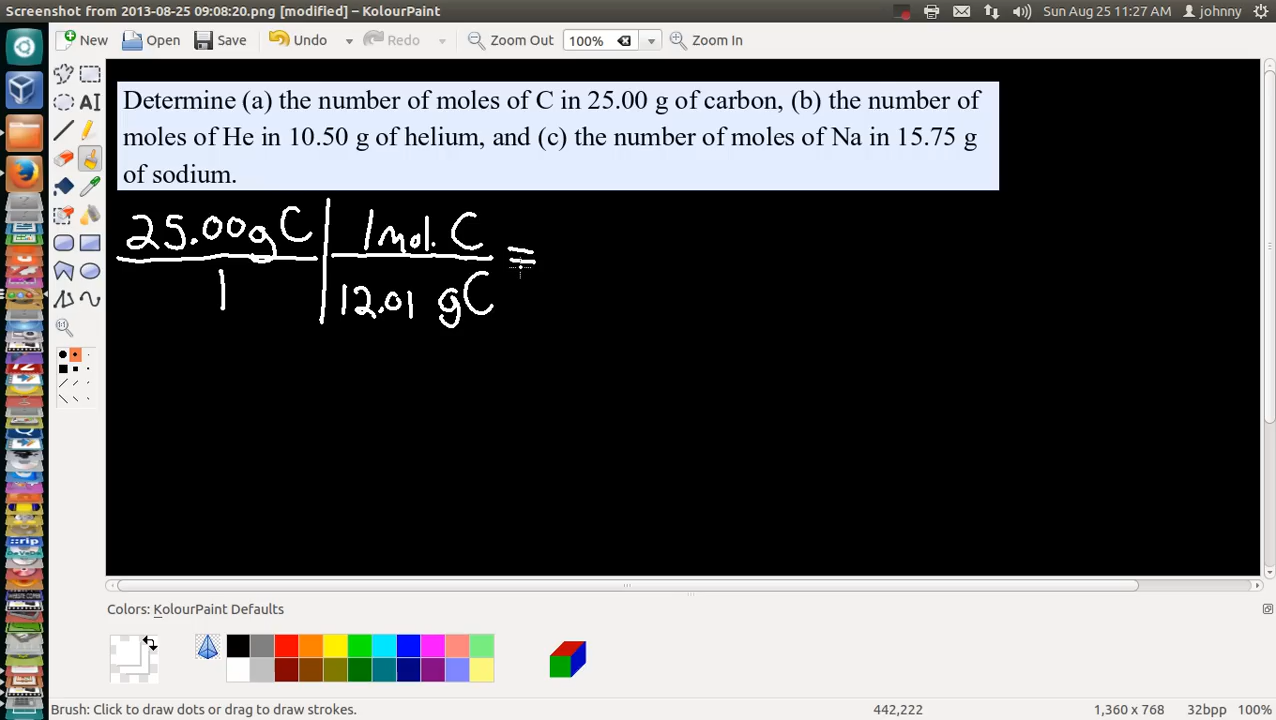 Screenshot from 2013-08-25 09:08:20.png [modified] – KolourPaint
Sun Aug 25 11:27 AM johnny
New Open Save Undo Redo Zoom Out 100% Zoom In
Determine (a) the number of moles of C in 25.00 g of carbon, (b) the number of
moles of He in 10.50 g of helium, and (c) the number of moles of Na in 15.75 g
of sodium.
25.00gC 1mol. C =
1 12.01 gC
Colors: KolourPaint Defaults
Brush: Click to draw dots or drag to draw strokes. 442,222 1,360 x 768 32bpp 100%